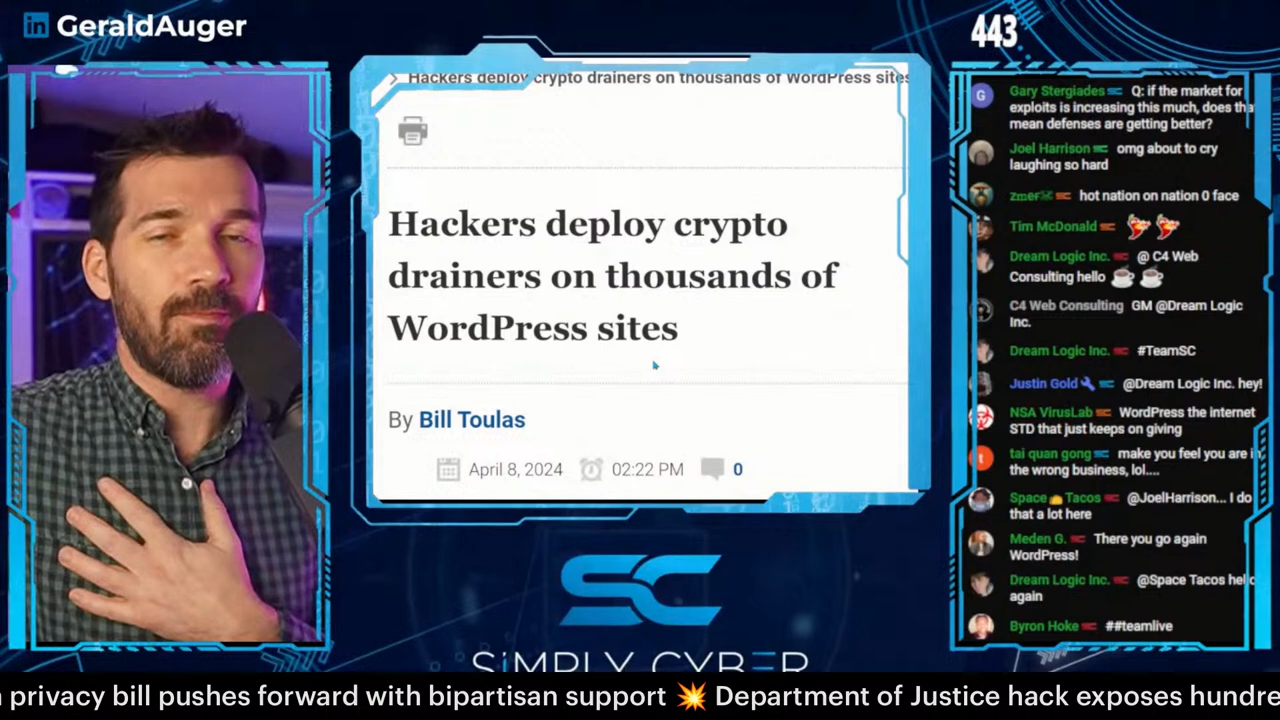 in GeraldAuger
443
Hackers deploy crypto drainers on thousands of WordPress sites
Hackers deploy crypto
drainers on thousands of
WordPress sites
By Bill Toulas
April 8, 2024 02:22 PM 0
SC
SiMPLY CYBER
G
Gary Stergiades Q: if the market for
exploits is increasing this much, does tha
mean defenses are getting better?
Joel Harrison omg about to cry
laughing so hard
zmer hot nation on nation 0 face
Tim McDonald
Dream Logic Inc. @ C4 Web
Consulting hello
C4 Web Consulting GM @Dream Logic
Inc.
Dream Logic Inc. #TeamSC
Justin Gold @Dream Logic Inc. hey!
NSA VirusLab WordPress the internet
STD that just keeps on giving
t
tai quan gong make you feel you are in
the wrong business, lol....
Space Tacos @JoelHarrison... I do
that a lot here
Meden G. There you go again
WordPress!
Dream Logic Inc. @Space Tacos hello
again
Byron Hoke ##teamlive
n privacy bill pushes forward with bipartisan support 💥 Department of Justice hack exposes hundre